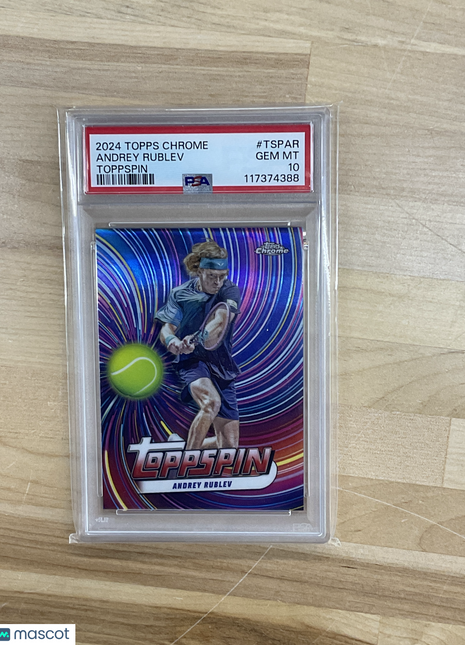 2024 TOPPS CHROME #TSPAR
ANDREY RUBLEV GEM MT
TOPPSPIN 10
PSA 117374388
Topps
Chrome
TOPPSPIN
ANDREY RUBLEV
mascot